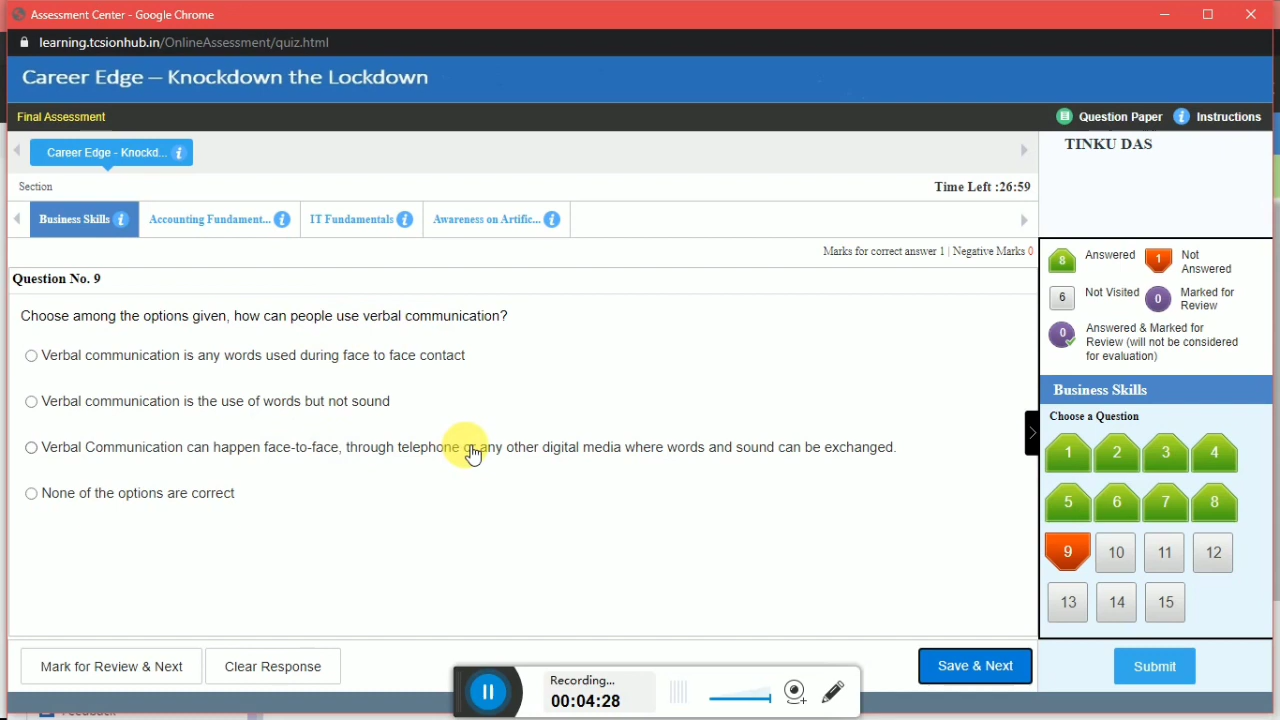 Assessment Center - Google Chrome
learning.tcsionhub.in/OnlineAssessment/quiz.html
Career Edge – Knockdown the Lockdown
Final Assessment
Question Paper
i Instructions
Career Edge - Knockd... i
TINKU DAS
Section
Time Left :26:59
Business Skills i
Accounting Fundament... i
IT Fundamentals i
Awareness on Artific... i
Marks for correct answer 1 | Negative Marks 0
Question No. 9
Choose among the options given, how can people use verbal communication?
Verbal communication is any words used during face to face contact
Verbal communication is the use of words but not sound
Verbal Communication can happen face-to-face, through telephone or any other digital media where words and sound can be exchanged.
None of the options are correct
8 Answered
1 Not
Answered
6 Not Visited
0 Marked for
Review
0 Answered & Marked for
Review (will not be considered
for evaluation)
Business Skills
Choose a Question
1 2 3 4
5 6 7 8
9 10 11 12
13 14 15
Mark for Review & Next
Clear Response
Save & Next
Submit
Recording...
00:04:28